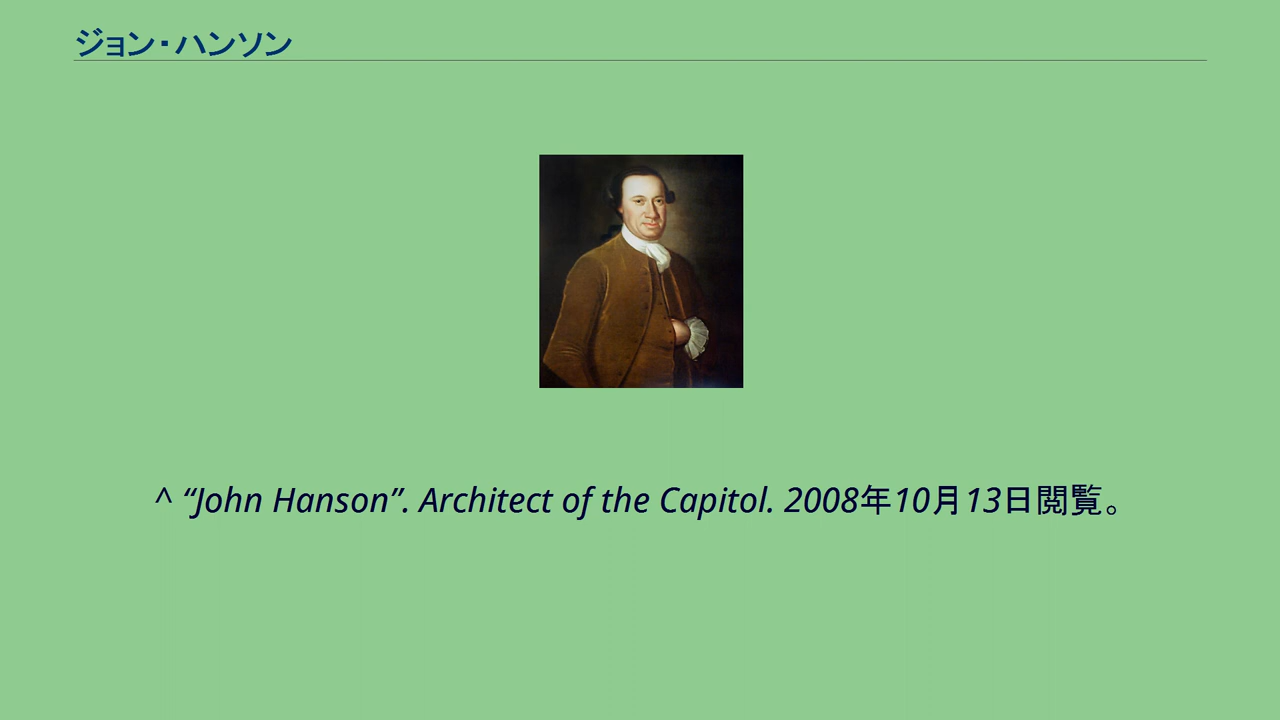 ジョン・ハンソン
^ “John Hanson”. Architect of the Capitol. 2008年10月13日閲覧。